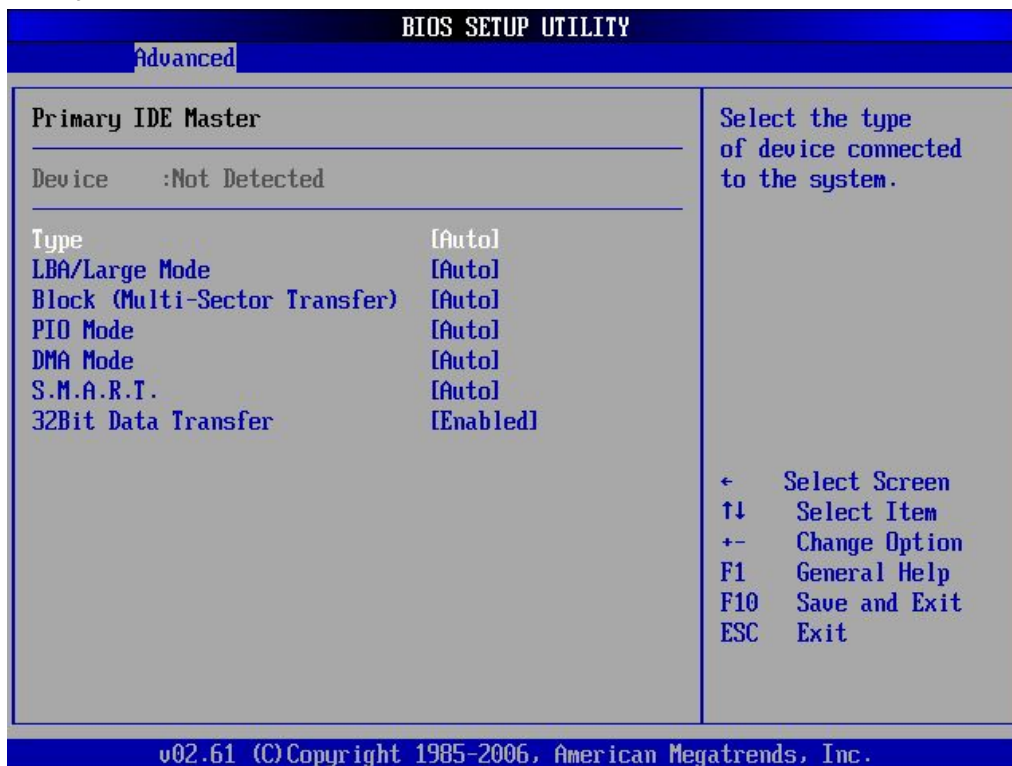 BIOS SETUP UTILITY
Advanced
Primary IDE Master
Device :Not Detected
Type [Auto]
LBA/Large Mode [Auto]
Block (Multi-Sector Transfer) [Auto]
PIO Mode [Auto]
DMA Mode [Auto]
S.M.A.R.T. [Auto]
32Bit Data Transfer [Enabled]
Select the type
of device connected
to the system.
← Select Screen
↑↓ Select Item
+- Change Option
F1 General Help
F10 Save and Exit
ESC Exit
v02.61 (C)Copyright 1985-2006, American Megatrends, Inc.